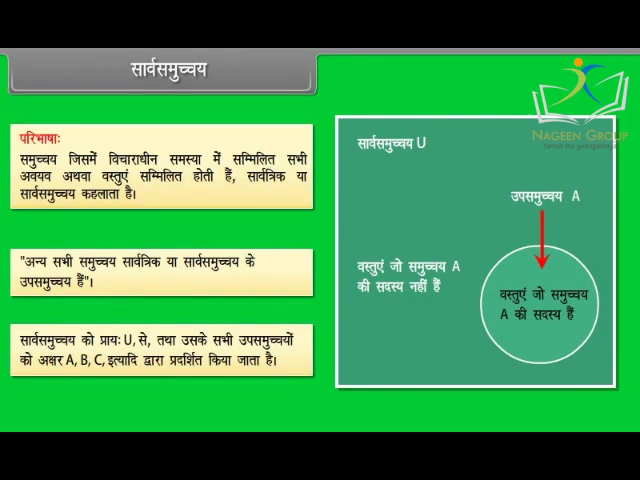 सार्वसमुच्चय
परिभाषाः
समुच्चय जिसमें विचाराधीन समस्या में सम्मिलित सभी
अवयव अथवा वस्तुएं सम्मिलित होती हैं, सार्वत्रिक या
सार्वसमुच्चय कहलाता है।
"अन्य सभी समुच्चय सार्वत्रिक या सार्वसमुच्चय के
उपसमुच्चय हैं"।
सार्वसमुच्चय को प्रायः U, से, तथा उसके सभी उपसमुच्चयों
को अक्षर A, B, C, इत्यादि द्वारा प्रदर्शित किया जाता है।
NAGEEN GROUP
सार्वसमुच्चय U
उपसमुच्चय A
वस्तुएं जो समुच्चय A
की सदस्य नहीं हैं
वस्तुएं जो समुच्चय
A की सदस्य हैं